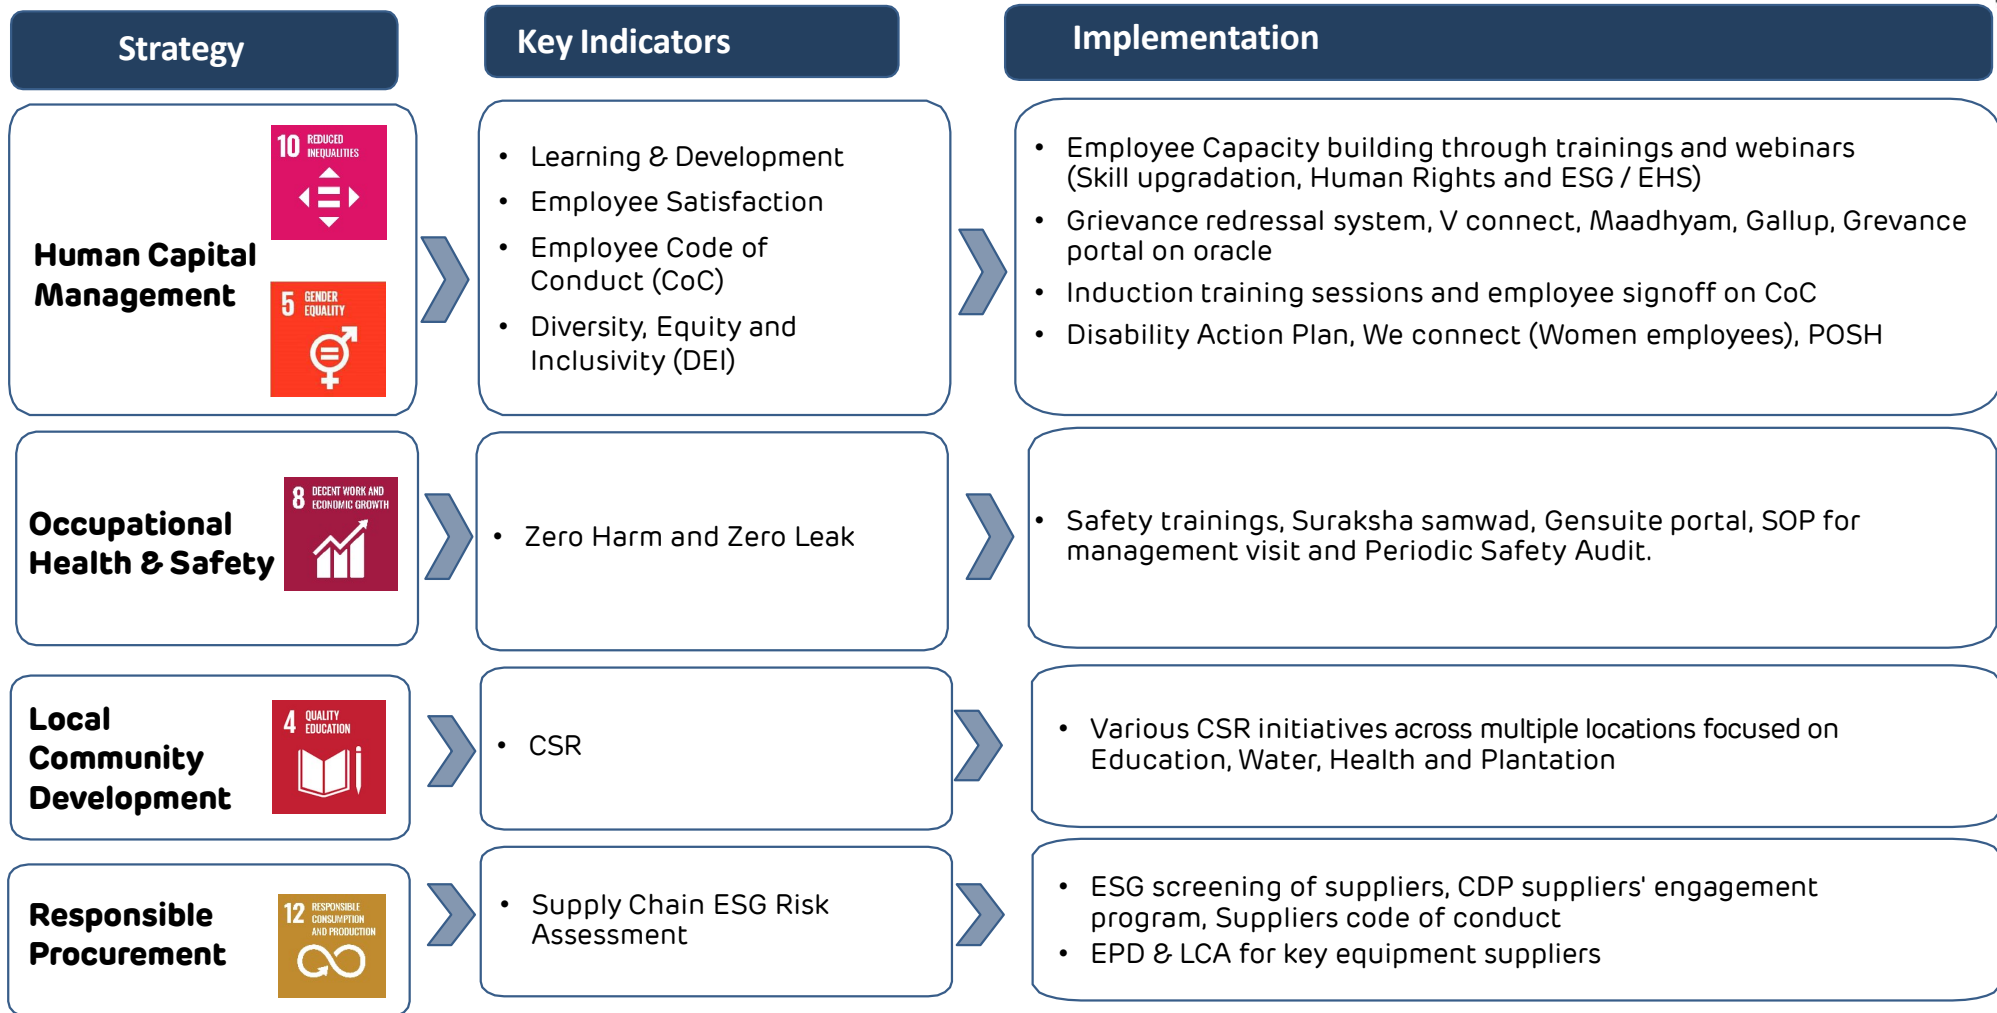 Strategy
Key Indicators
Implementation
10 REDUCED
INEQUALITIES
Human Capital
Management
5 GENDER
EQUALITY
• Learning & Development
• Employee Satisfaction
• Employee Code of
Conduct (CoC)
• Diversity, Equity and
Inclusivity (DEI)
• Employee Capacity building through trainings and webinars
(Skill upgradation, Human Rights and ESG / EHS)
• Grievance redressal system, V connect, Maadhyam, Gallup, Grevance
portal on oracle
• Induction training sessions and employee signoff on CoC
• Disability Action Plan, We connect (Women employees), POSH
Occupational
Health & Safety
8 DECENT WORK AND
ECONOMIC GROWTH
• Zero Harm and Zero Leak
• Safety trainings, Suraksha samwad, Gensuite portal, SOP for
management visit and Periodic Safety Audit.
Local
Community
Development
4 QUALITY
EDUCATION
• CSR
• Various CSR initiatives across multiple locations focused on
Education, Water, Health and Plantation
Responsible
Procurement
12 RESPONSIBLE
CONSUMPTION
AND PRODUCTION
• Supply Chain ESG Risk
Assessment
• ESG screening of suppliers, CDP suppliers' engagement
program, Suppliers code of conduct
• EPD & LCA for key equipment suppliers